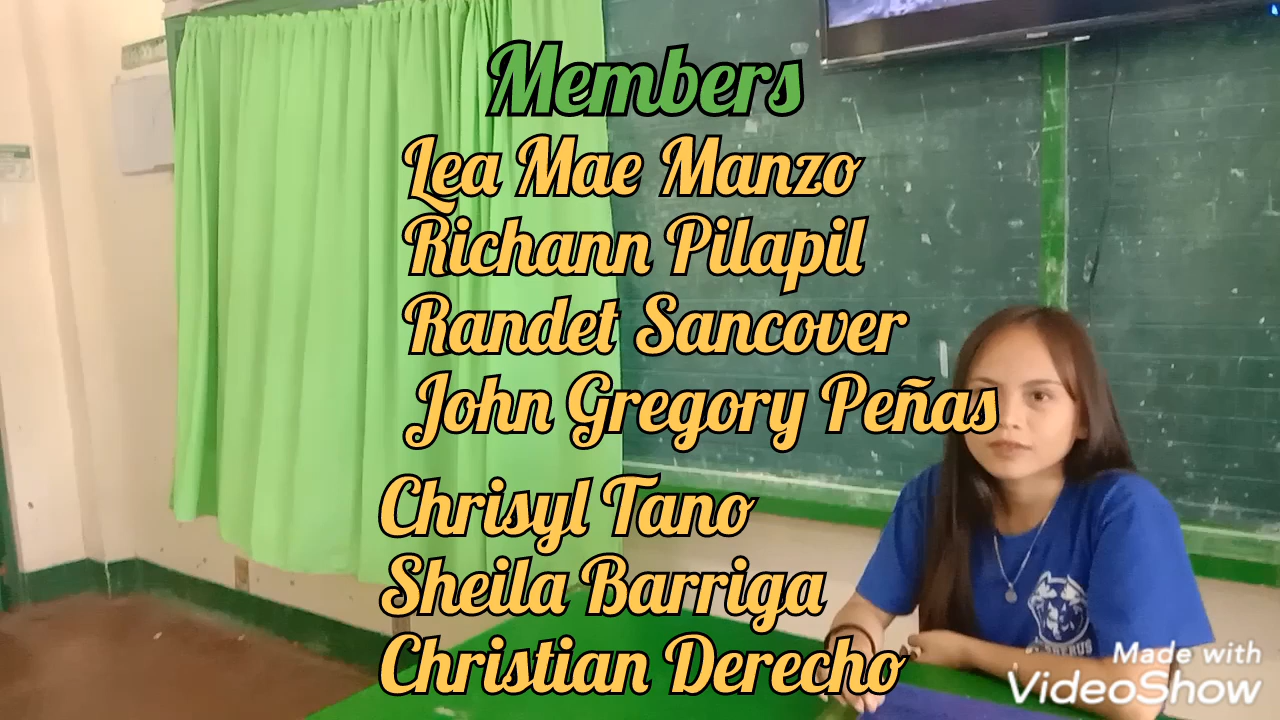 Members
Lea Mae Manzo
Richann Pilapil
Randet Sancover
John Gregory Peñas
Chrisyl Tano
Sheila Barriga
Christian Derecho
Made with
VideoShow